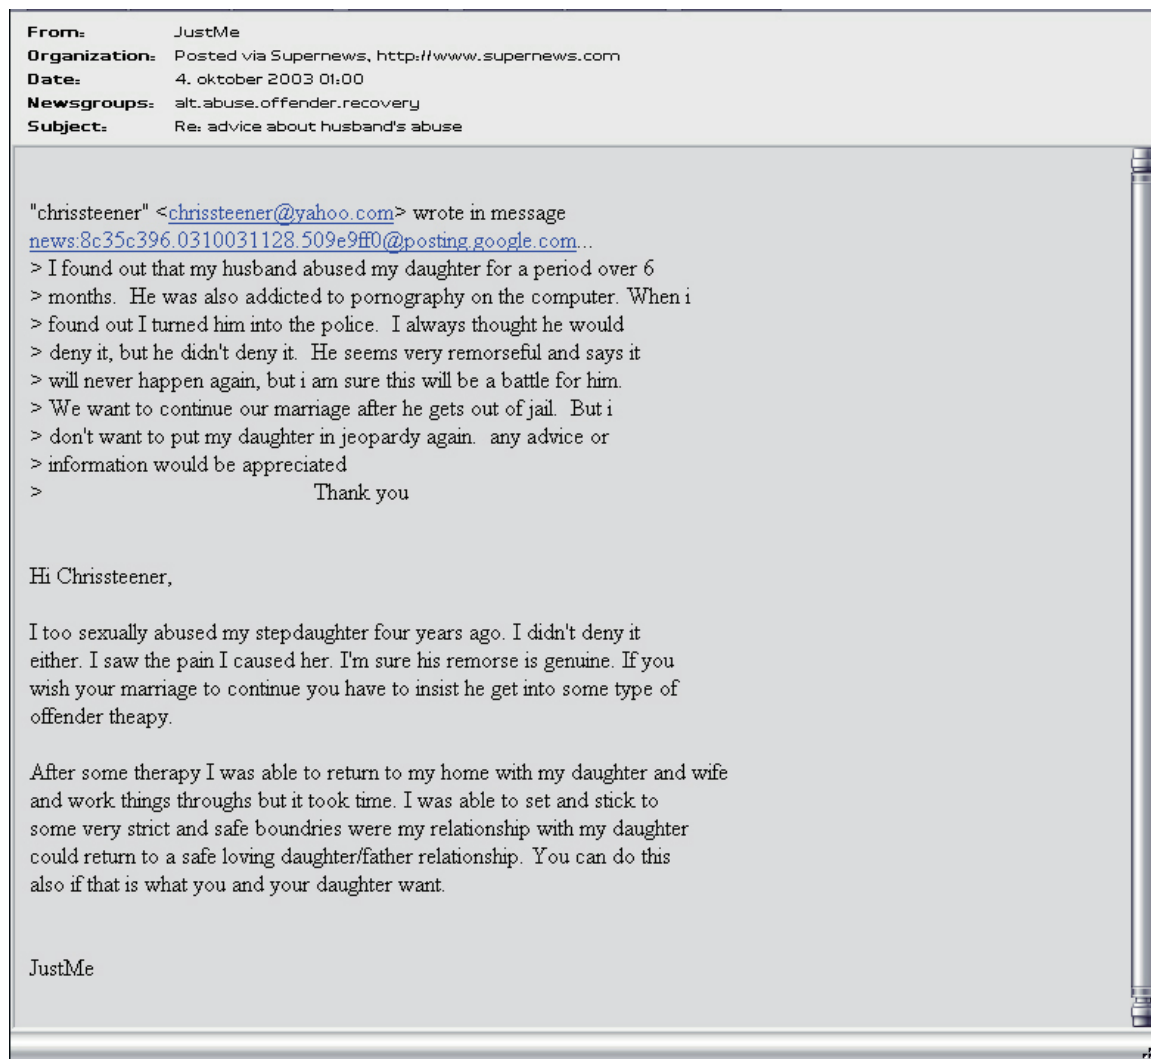 From: JustMe
Organization: Posted via Supernews, http://www.supernews.com
Date: 4. oktober 2003 01:00
Newsgroups: alt.abuse.offender.recovery
Subject: Re: advice about husband's abuse
"chrissteener" <chrissteener@yahoo.com> wrote in message
news:8c35c396.0310031128.509e9ff0@posting.google.com...
> I found out that my husband abused my daughter for a period over 6
> months.  He was also addicted to pornography on the computer. When i
> found out I turned him into the police.  I always thought he would
> deny it, but he didn't deny it.  He seems very remorseful and says it
> will never happen again, but i am sure this will be a battle for him.
> We want to continue our marriage after he gets out of jail.  But i
> don't want to put my daughter in jeopardy again.  any advice or
> information would be appreciated
> Thank you
Hi Chrissteener,
I too sexually abused my stepdaughter four years ago. I didn't deny it
either. I saw the pain I caused her. I'm sure his remorse is genuine. If you
wish your marriage to continue you have to insist he get into some type of
offender theapy.
After some therapy I was able to return to my home with my daughter and wife
and work things throughs but it took time. I was able to set and stick to
some very strict and safe boundries were my relationship with my daughter
could return to a safe loving daughter/father relationship. You can do this
also if that is what you and your daughter want.
JustMe